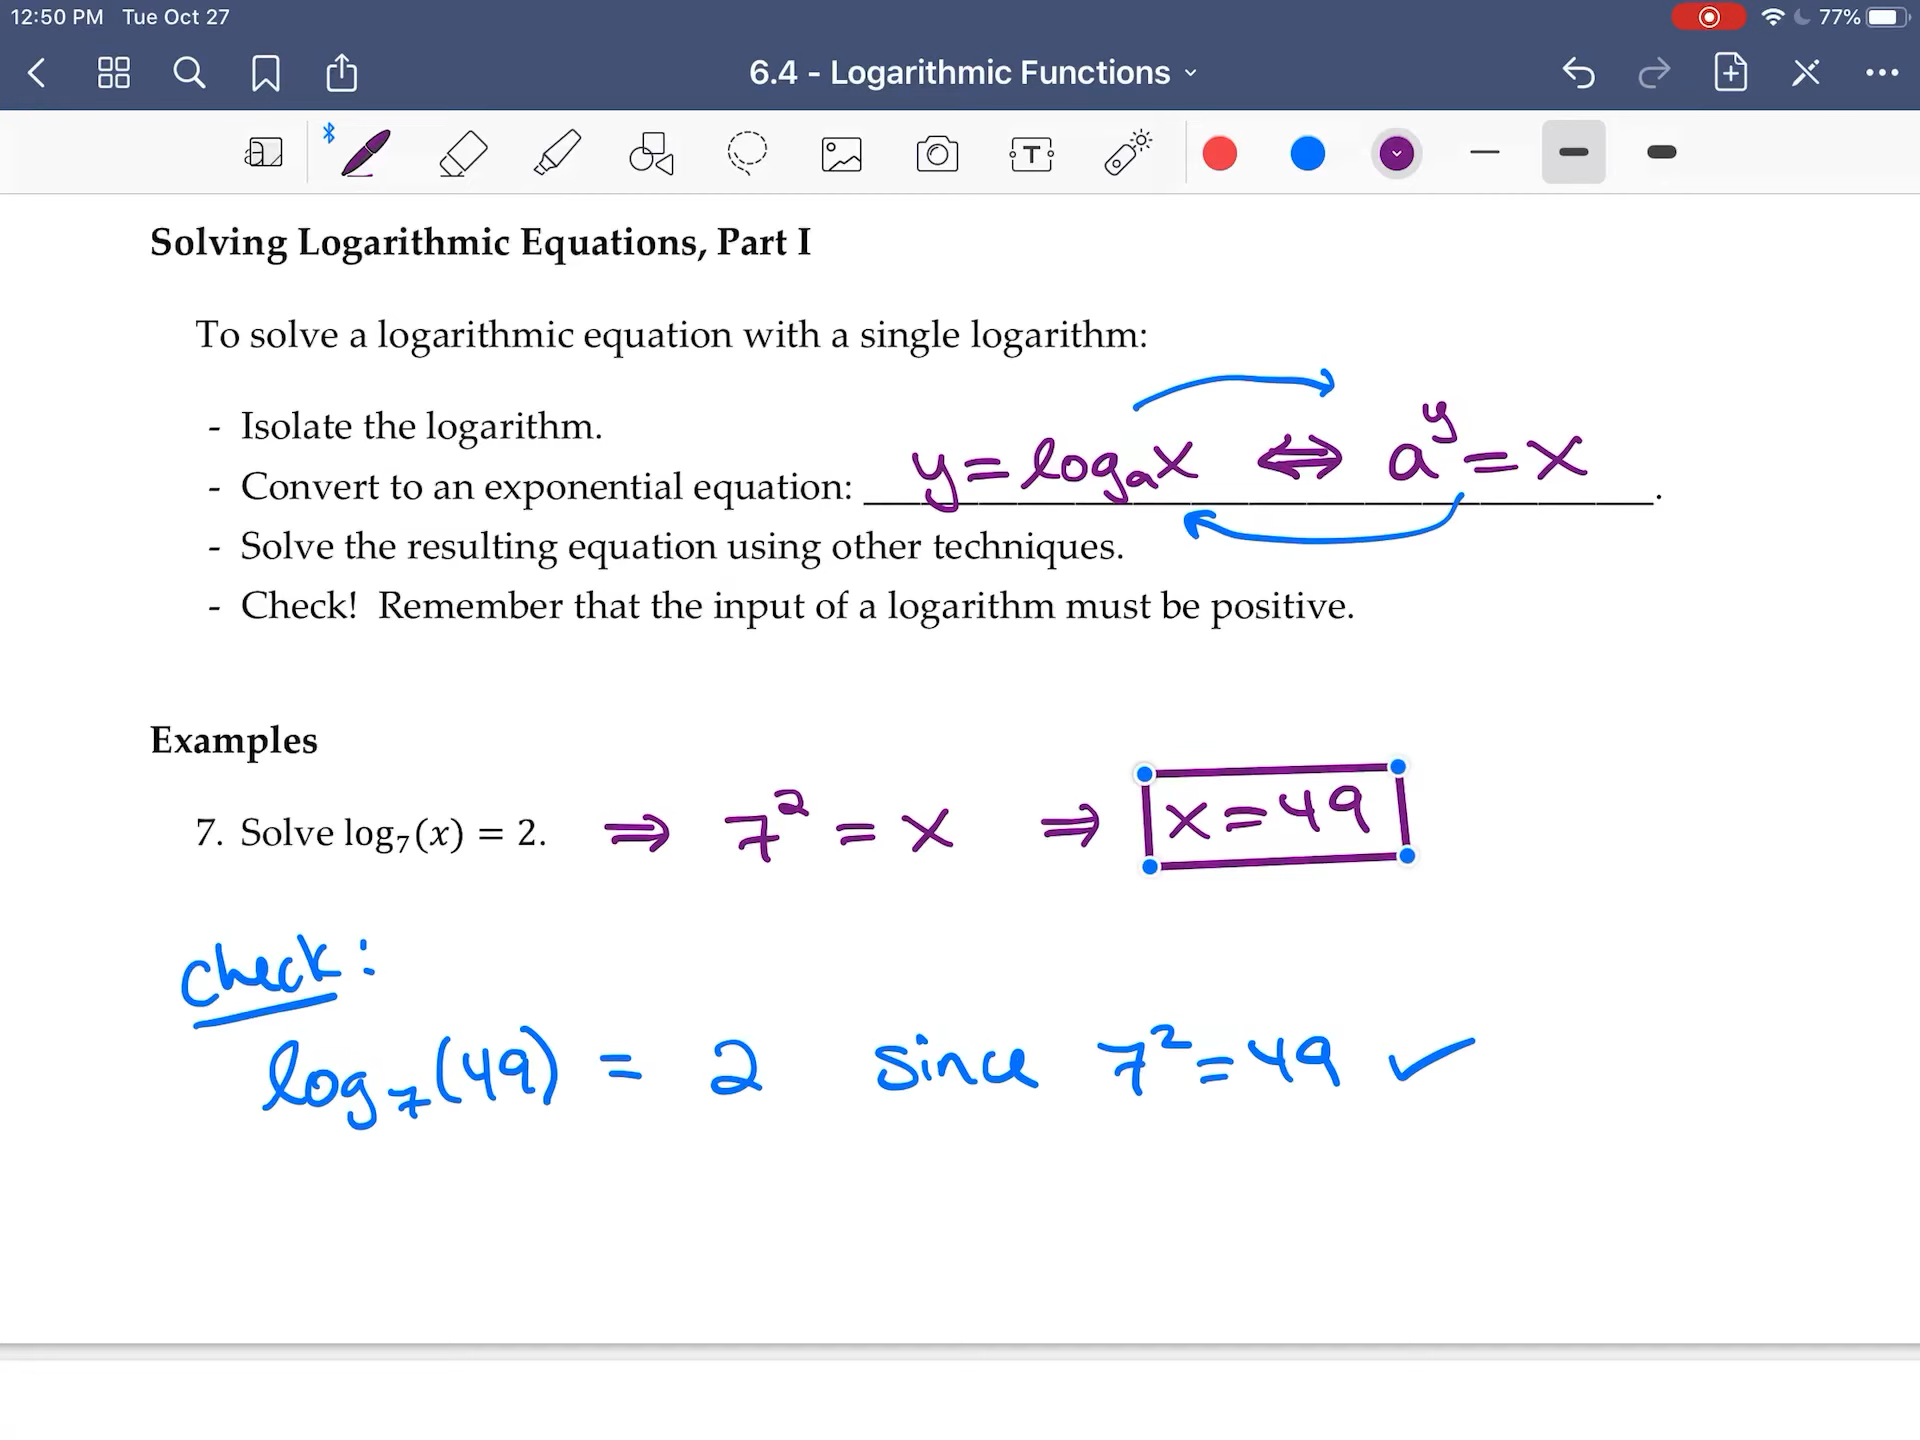 12:50 PM Tue Oct 27 77%
6.4 - Logarithmic Functions
Solving Logarithmic Equations, Part I
To solve a logarithmic equation with a single logarithm:
- Isolate the logarithm.
- Convert to an exponential equation: y = logₐx ⇔ aʸ = x.
- Solve the resulting equation using other techniques.
- Check! Remember that the input of a logarithm must be positive.
Examples
7. Solve log₇(x) = 2. ⇒ 7² = x ⇒ x = 49
Check:
log₇(49) = 2 since 7² = 49 ✓